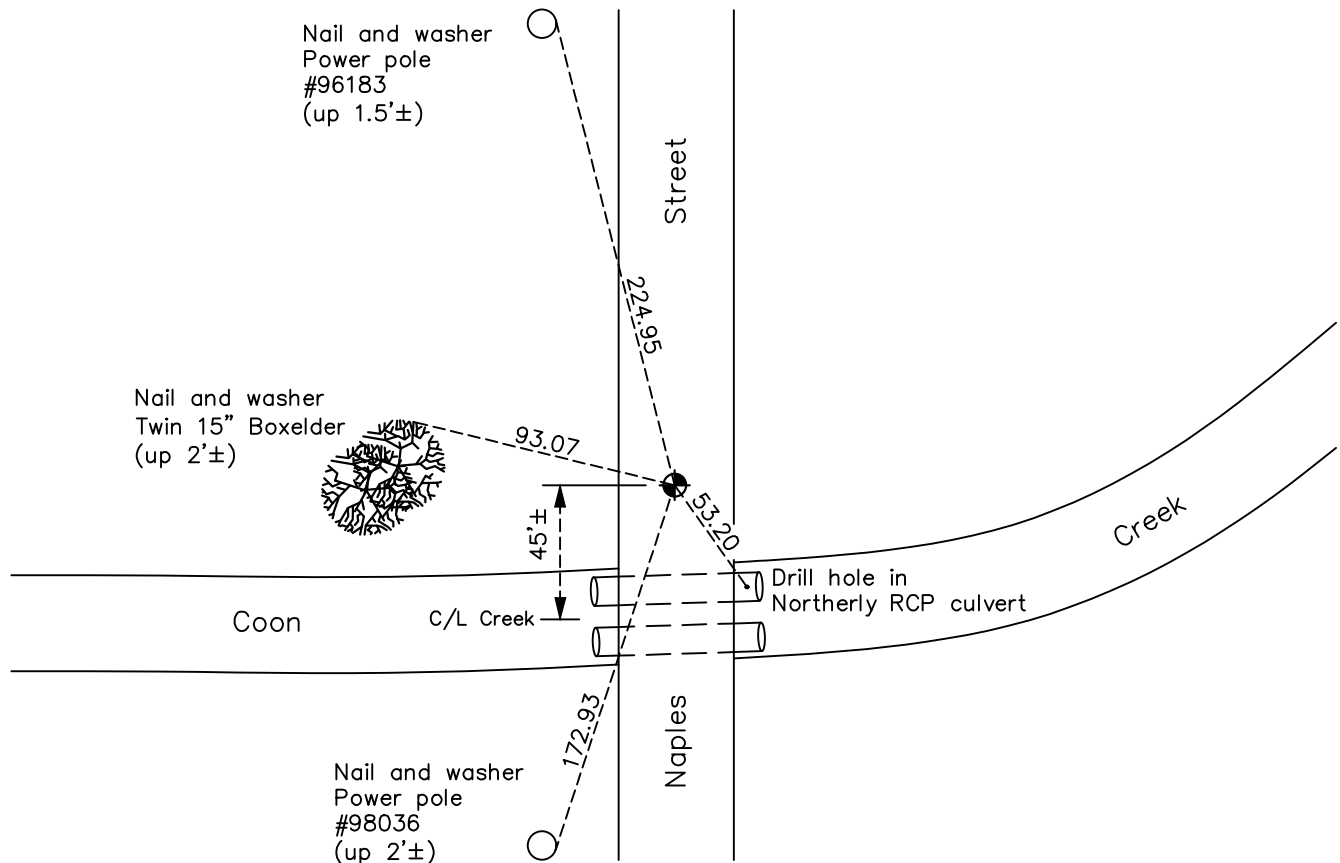 Nail and washer
Power pole
#96183
(up 1.5'±)
Street
224.95
Nail and washer
Twin 15" Boxelder
(up 2'±)
93.07
53.20
45'±
Creek
Drill hole in
Northerly RCP culvert
Coon
C/L Creek
172.93
Naples
Nail and washer
Power pole
#98036
(up 2'±)